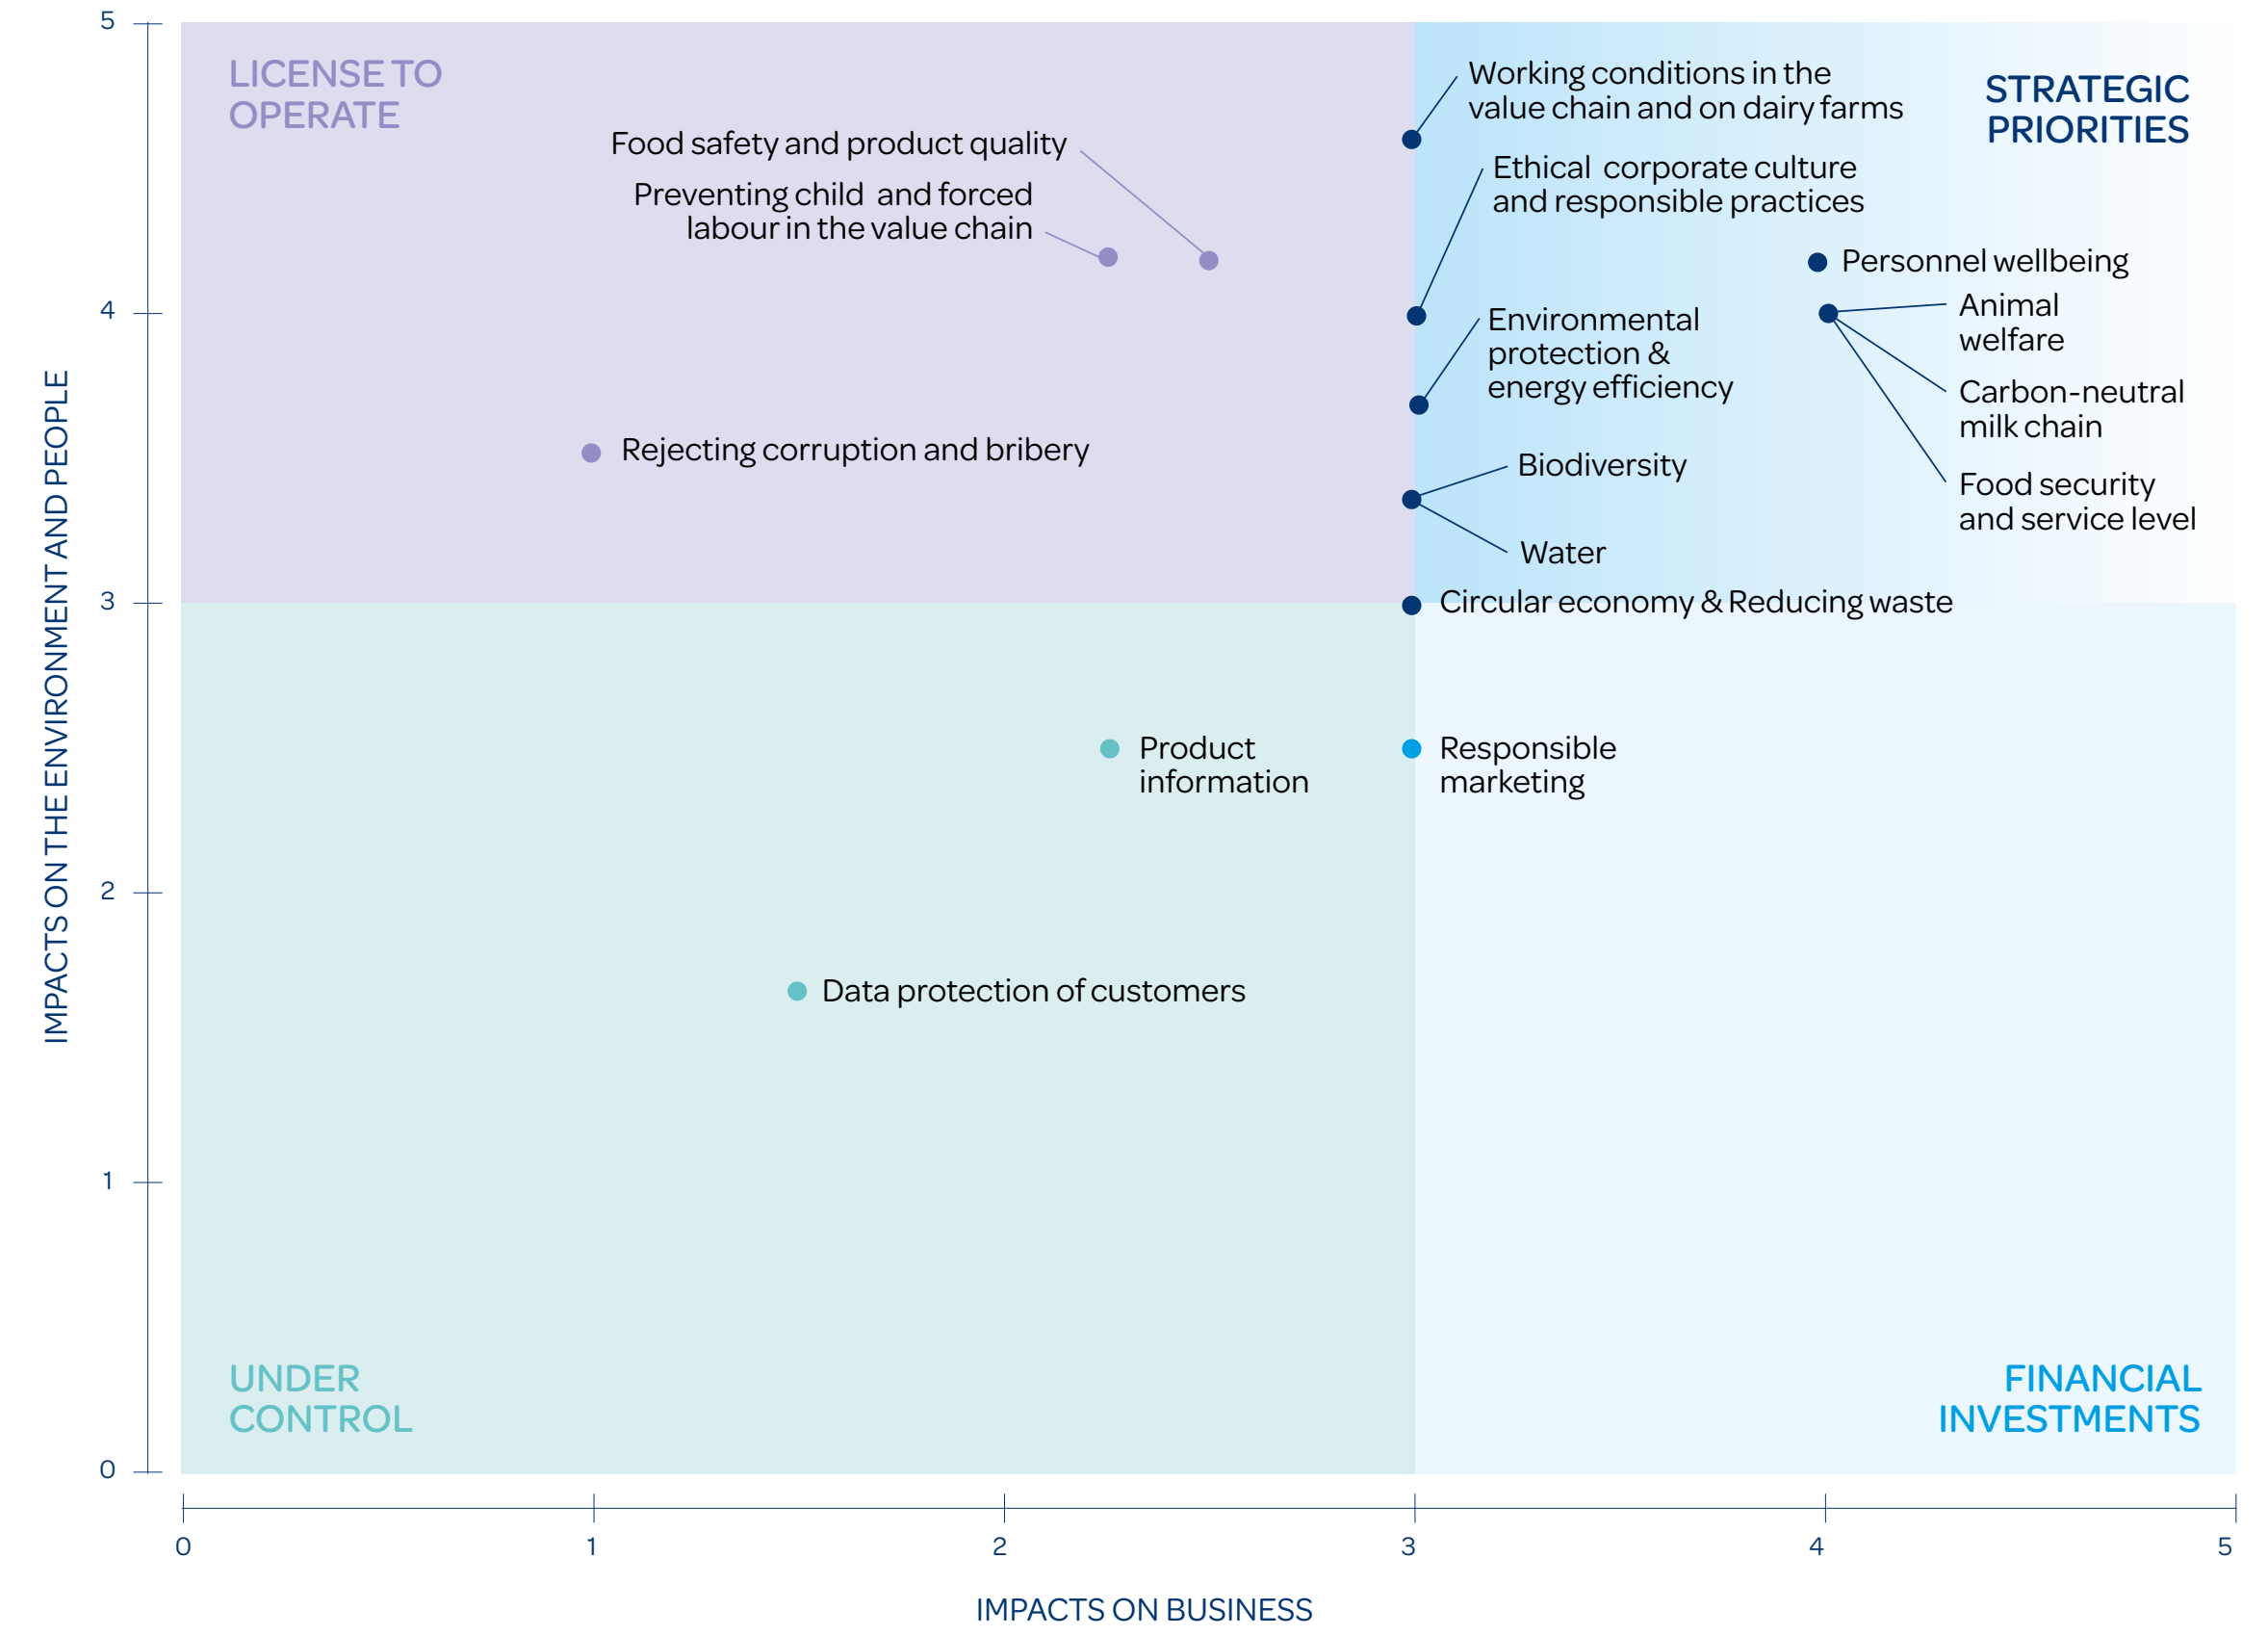 5
LICENSE TO
OPERATE
Working conditions in the
value chain and on dairy farms
STRATEGIC
PRIORITIES
Food safety and product quality
Preventing child and forced
labour in the value chain
Ethical corporate culture
and responsible practices
Personnel wellbeing
4
Environmental
protection &
energy efficiency
Animal
welfare
Carbon-neutral
milk chain
Rejecting corruption and bribery
Biodiversity
Food security
and service level
Water
3
Circular economy & Reducing waste
IMPACTS ON THE ENVIRONMENT AND PEOPLE
Product
information
Responsible
marketing
2
Data protection of customers
1
UNDER
CONTROL
FINANCIAL
INVESTMENTS
0
0 1 2 3 4 5
IMPACTS ON BUSINESS